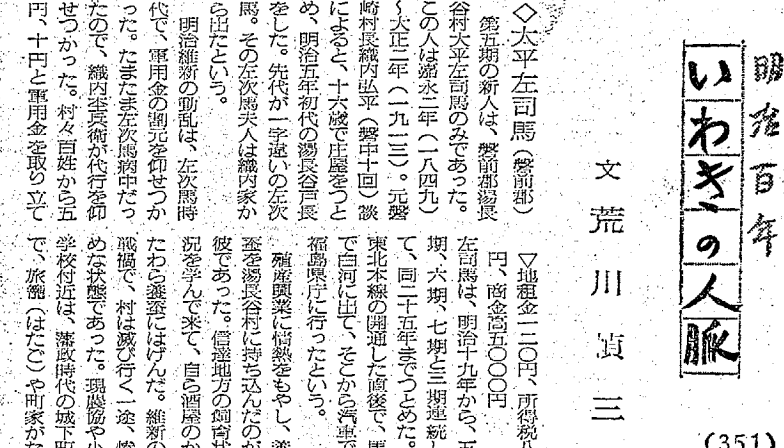 明治百年
いわきの人脈
(351)
文 荒川 禎三
◇大平左司馬(磐前郡)
第五期の新人は、磐前郡湯長
谷村大平左司馬のみであった。
この人は嘉永二年(一八四九)
～大正二年(一九一三)。元磐
崎村長織内弘平(磐中十回)談
によると、十六歳で庄屋をつと
め、明治五年初代の湯長谷戸長
をした。先代が一字違いの左次
馬。その左次馬夫人は織内家か
ら出たという。
明治維新の動乱は、左次馬時
代で、軍用金の調元を仰せつか
った。たまたま左次馬病中だっ
たので、織内圶兵衛が代行を仰
せつかった。村々百姓から五
円、十円と軍用金を取り立て
▽地租金一二〇円、所得税
円、商金高五〇〇〇円
左司馬は、明治十九年から、五
期、六期、七期と三期連続
て、同二十五年までつとめた。
東北本線の開通した直後で、馬
で白河に出て、そこから汽車で
福島県庁に行ったという。
殖産興業に情熱をもやし、養
蚕を湯長谷村に持ち込んだのが
彼であった。信達地方の飼育状
況を学んで来て、自ら酒屋のか
たわら養蚕にはげんだ。維新の
戦禍で、村は滅び行く一途、惨
めな状態であった。現農協や小
学校付近は、藩政時代の城下町
で、旅籠(はたご)や町家がな